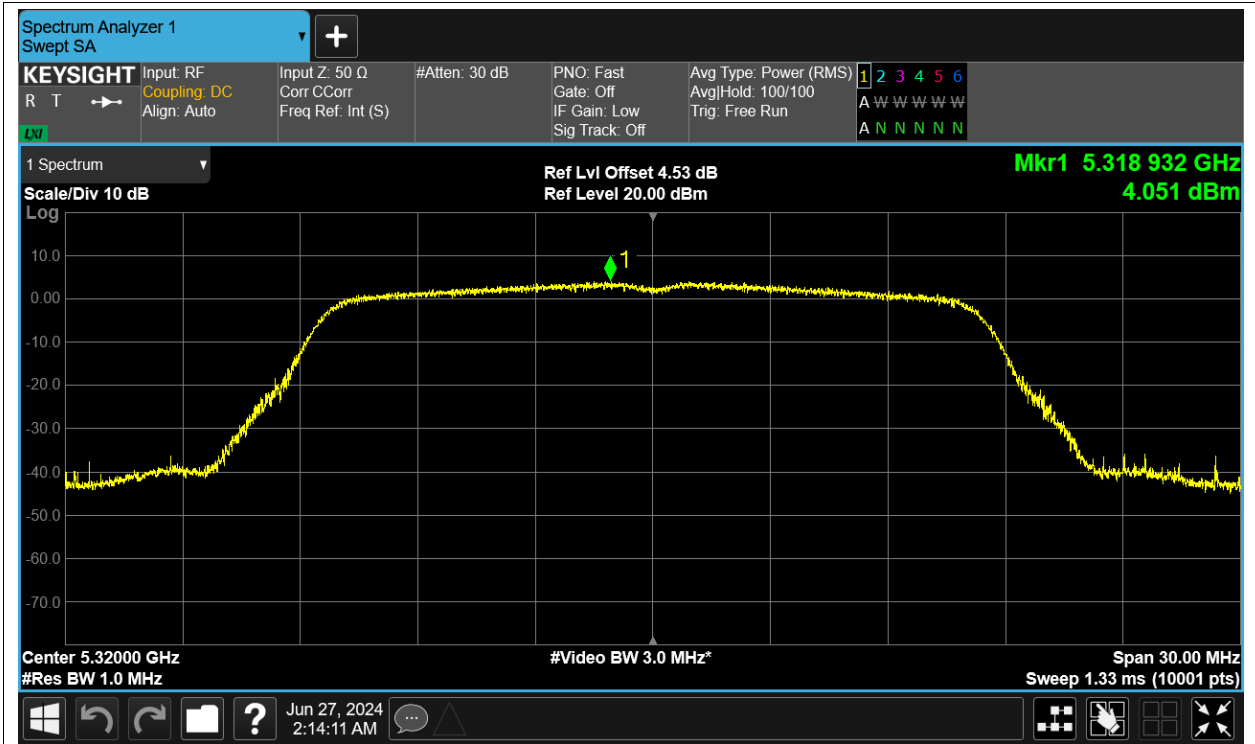 Spectrum Analyzer 1
Swept SA
KEYSIGHT
R T
LXI
Input: RF
Coupling: DC
Align: Auto
Input Z: 50 Ω
Corr CCorr
Freq Ref: Int (S)
#Atten: 30 dB
PNO: Fast
Gate: Off
IF Gain: Low
Sig Track: Off
Avg Type: Power (RMS)
Avg|Hold: 100/100
Trig: Free Run
1 2 3 4 5 6
A W W W W W
A N N N N N
1 Spectrum
Scale/Div 10 dB
Log
Ref Lvl Offset 4.53 dB
Ref Level 20.00 dBm
Mkr1 5.318 932 GHz
4.051 dBm
1
10.0
0.00
-10.0
-20.0
-30.0
-40.0
-50.0
-60.0
-70.0
Center 5.32000 GHz
#Res BW 1.0 MHz
#Video BW 3.0 MHz*
Span 30.00 MHz
Sweep 1.33 ms (10001 pts)
?
Jun 27, 2024
2:14:11 AM